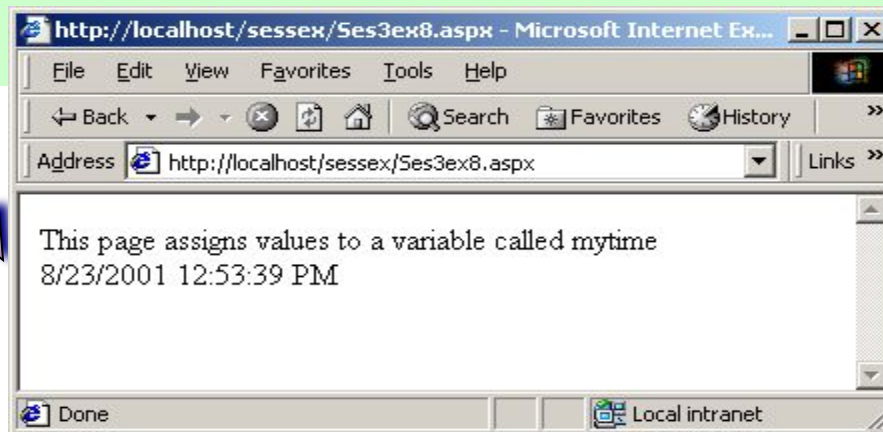 http://localhost/sessex/Ses3ex8.aspx - Microsoft Internet Ex...
File Edit View Favorites Tools Help
Back Search Favorites History »
Address http://localhost/sessex/Ses3ex8.aspx Links »
This page assigns values to a variable called mytime
8/23/2001 12:53:39 PM
Done Local intranet